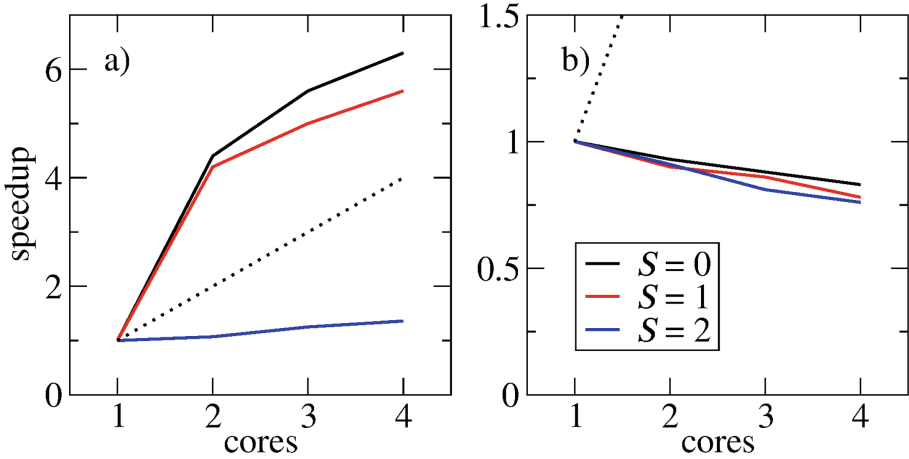 a)
speedup
6
4
2
0
1 2 3 4
cores
b)
1.5
1
0.5
0
S = 0
S = 1
S = 2
1 2 3 4
cores